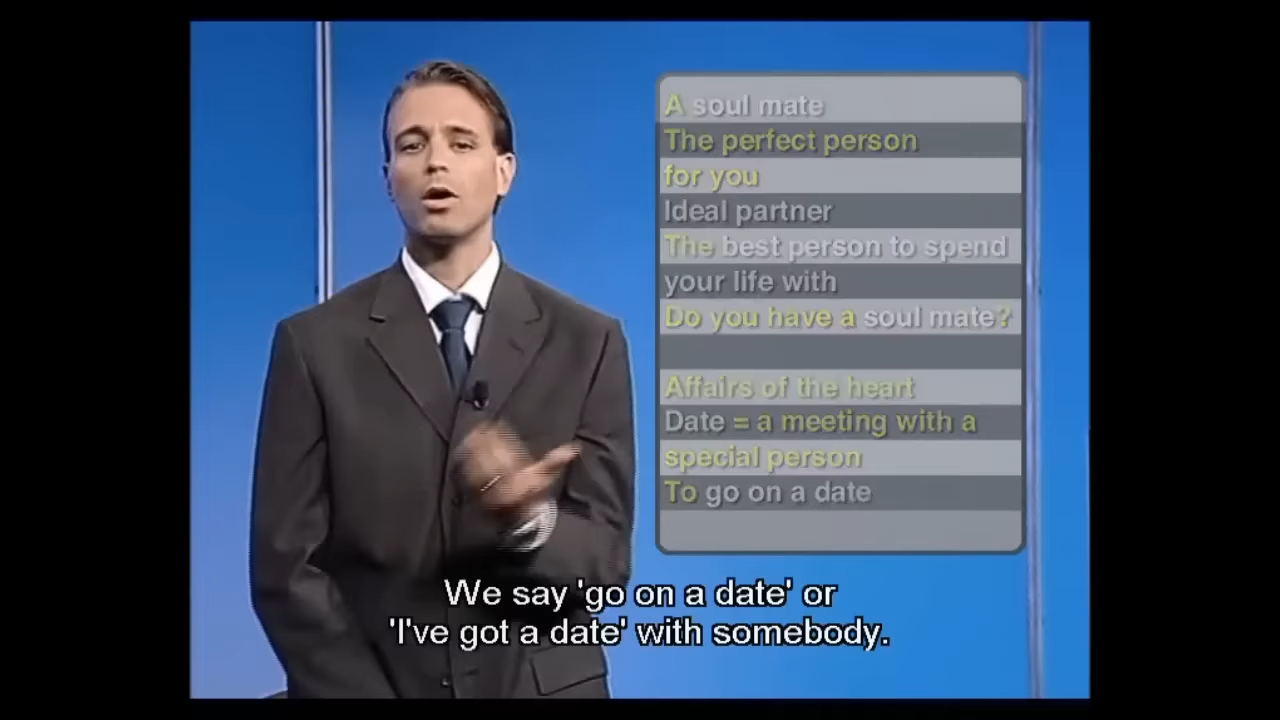 A soul mate
The perfect person
for you
Ideal partner
The best person to spend
your life with
Do you have a soul mate?
Affairs of the heart
Date = a meeting with a
special person
To go on a date
We say 'go on a date' or
'I've got a date' with somebody.